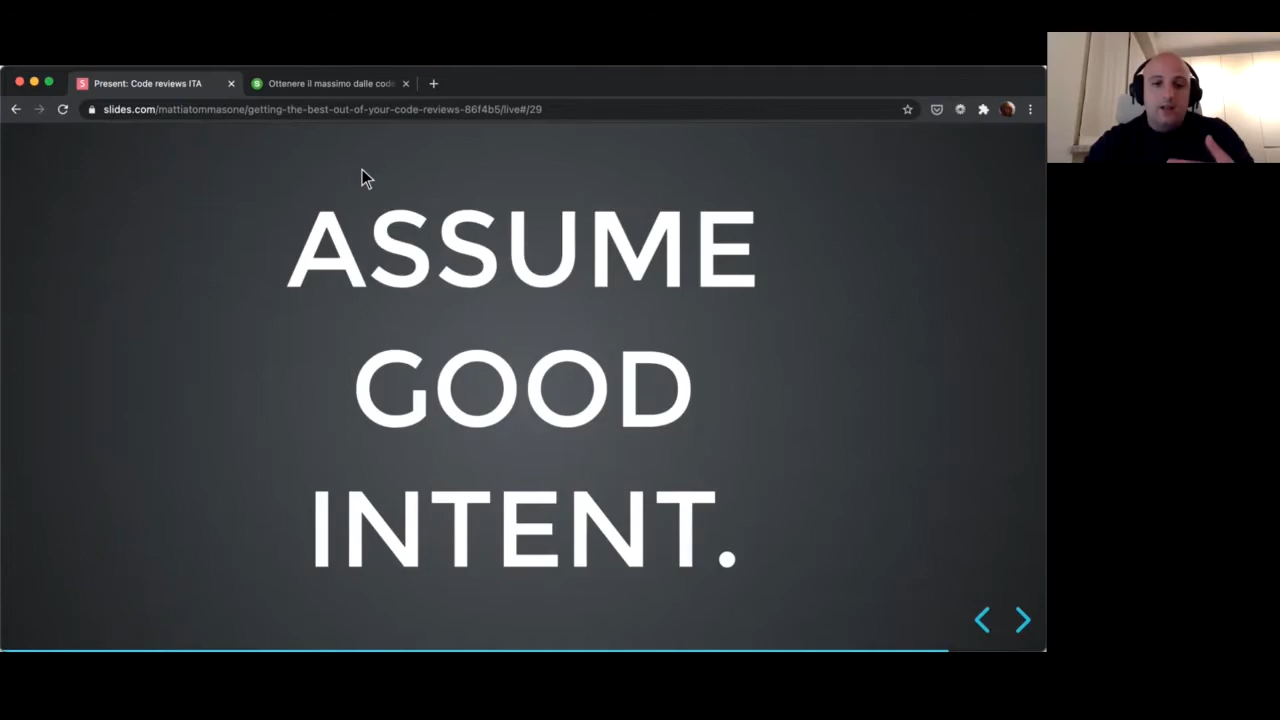 Present: Code reviews ITA
Ottenere il massimo dalle code
slides.com/mattiatommasone/getting-the-best-out-of-your-code-reviews-86f4b5/live#/29
ASSUME
GOOD
INTENT.